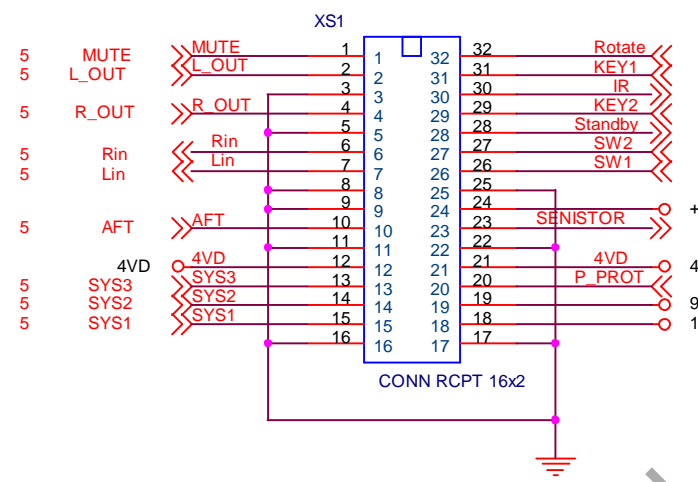 XS1
5 MUTE MUTE 1 1 32 32 Rotate
5 L_OUT L_OUT 2 2 31 31 KEY1
3 3 30 30 IR
5 R_OUT R_OUT 4 4 29 29 KEY2
5 5 28 28 Standby
5 Rin Rin 6 6 27 27 SW2
5 Lin Lin 7 7 26 26 SW1
8 8 25 25
9 9 24 24 +
5 AFT AFT 10 10 23 23 SENISTOR
11 11 22 22
4VD 4VD 12 12 21 21 4VD 4
5 SYS3 SYS3 13 13 20 20 P_PROT
5 SYS2 SYS2 14 14 19 19 9
5 SYS1 SYS1 15 15 18 18 1
16 16 17 17
CONN RCPT 16x2